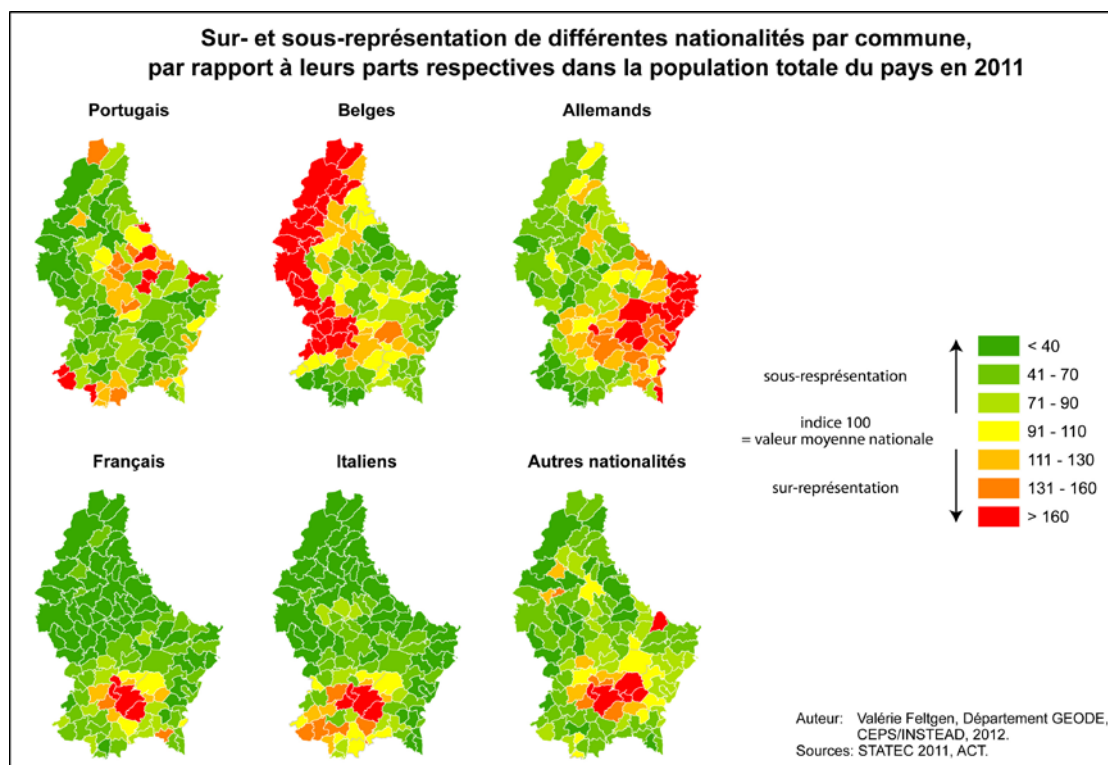 Sur- et sous-représentation de différentes nationalités par commune,
par rapport à leurs parts respectives dans la population totale du pays en 2011
Portugais
Belges
Allemands
Français
Italiens
Autres nationalités
sous-resprésentation
indice 100
= valeur moyenne nationale
sur-représentation
< 40
41 - 70
71 - 90
91 - 110
111 - 130
131 - 160
> 160
Auteur: Valérie Feltgen, Département GEODE,
CEPS/INSTEAD, 2012.
Sources: STATEC 2011, ACT.